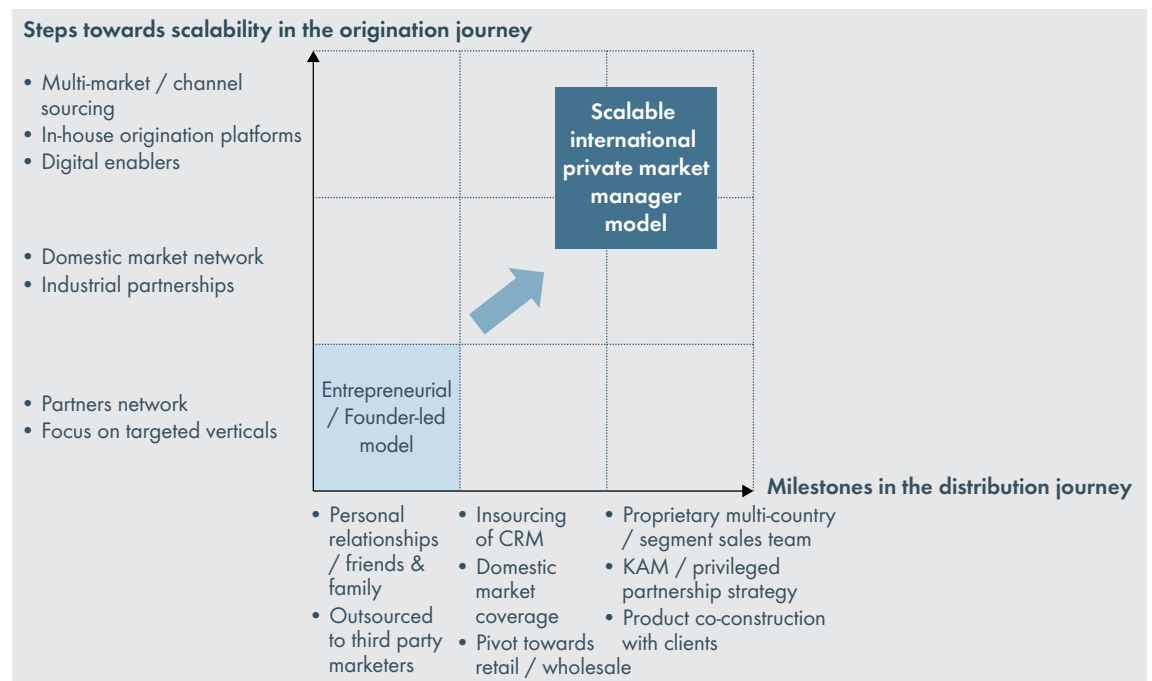 Steps towards scalability in the origination journey
• Multi-market / channel
sourcing
• In-house origination platforms
• Digital enablers
Scalable
international
private market
manager
model
• Domestic market network
• Industrial partnerships
• Partners network
• Focus on targeted verticals
Entrepreneurial
/ Founder-led
model
Milestones in the distribution journey
• Personal
relationships
/ friends &
family
• Outsourced
to third party
marketers
• Insourcing
of CRM
• Domestic
market
coverage
• Pivot towards
retail / wholesale
• Proprietary multi-country
/ segment sales team
• KAM / privileged
partnership strategy
• Product co-construction
with clients